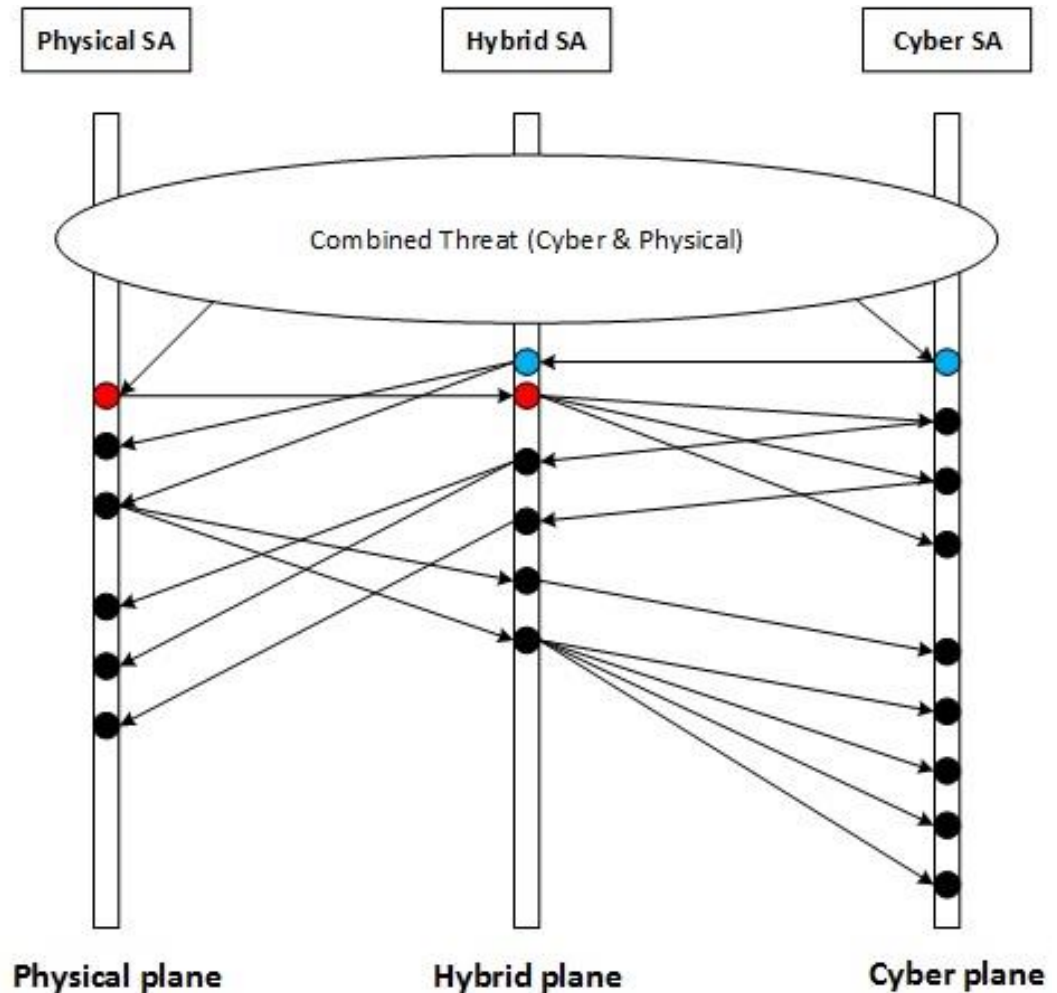 Physical SA
Hybrid SA
Cyber SA
Combined Threat (Cyber & Physical)
Physical plane
Hybrid plane
Cyber plane